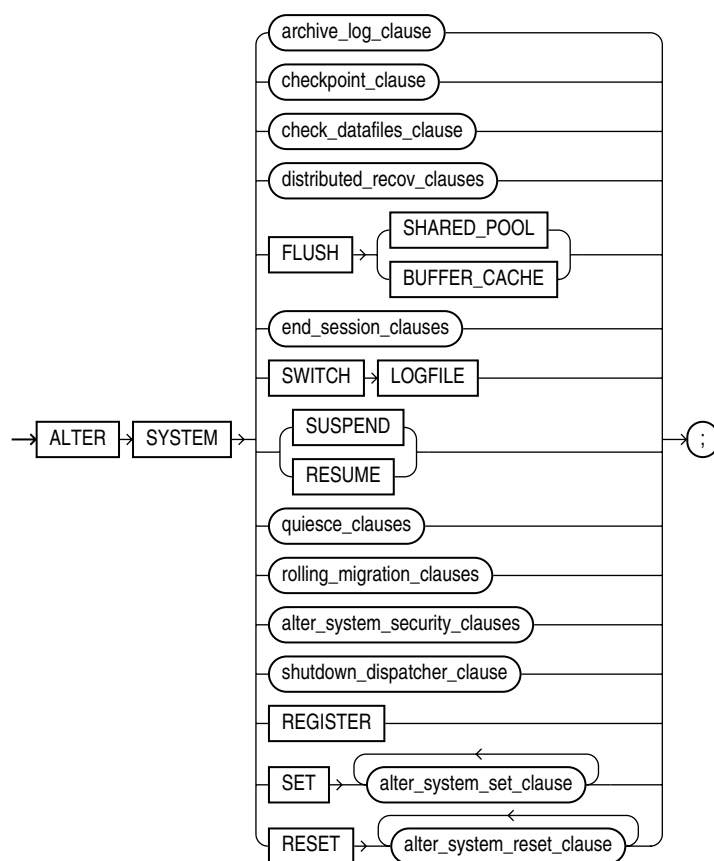 archive_log_clause
checkpoint_clause
check_datafiles_clause
distributed_recov_clauses
SHARED_POOL
FLUSH
BUFFER_CACHE
end_session_clauses
SWITCH LOGFILE
SUSPEND
ALTER SYSTEM ;
RESUME
quiesce_clauses
rolling_migration_clauses
alter_system_security_clauses
shutdown_dispatcher_clause
REGISTER
SET alter_system_set_clause
RESET alter_system_reset_clause